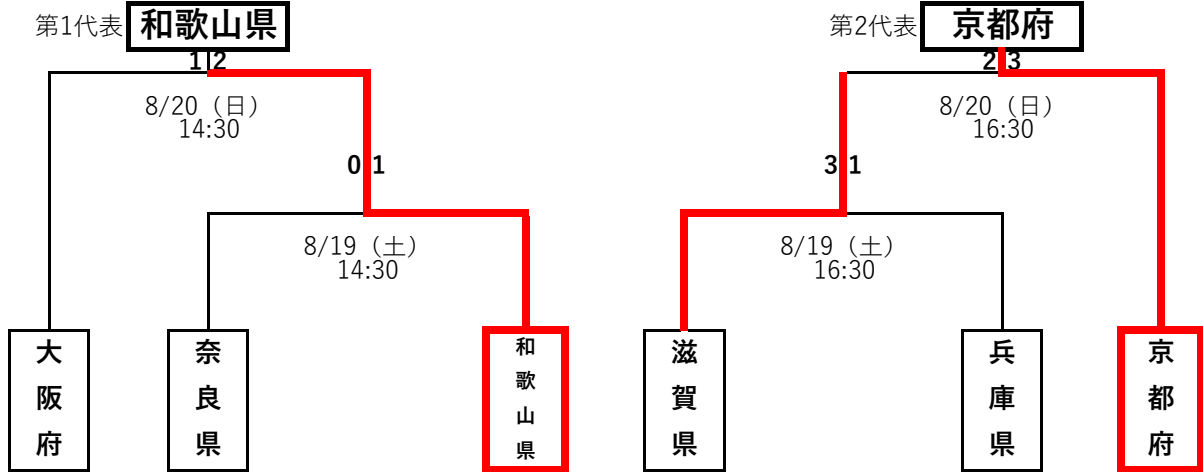 第1代表 和歌山県
1 2
8/20（日）
14:30
0 1
8/19（土）
14:30
大阪府
奈良県
和歌山県
第2代表 京都府
2 3
8/20（日）
16:30
3 1
8/19（土）
16:30
滋賀県
兵庫県
京都府